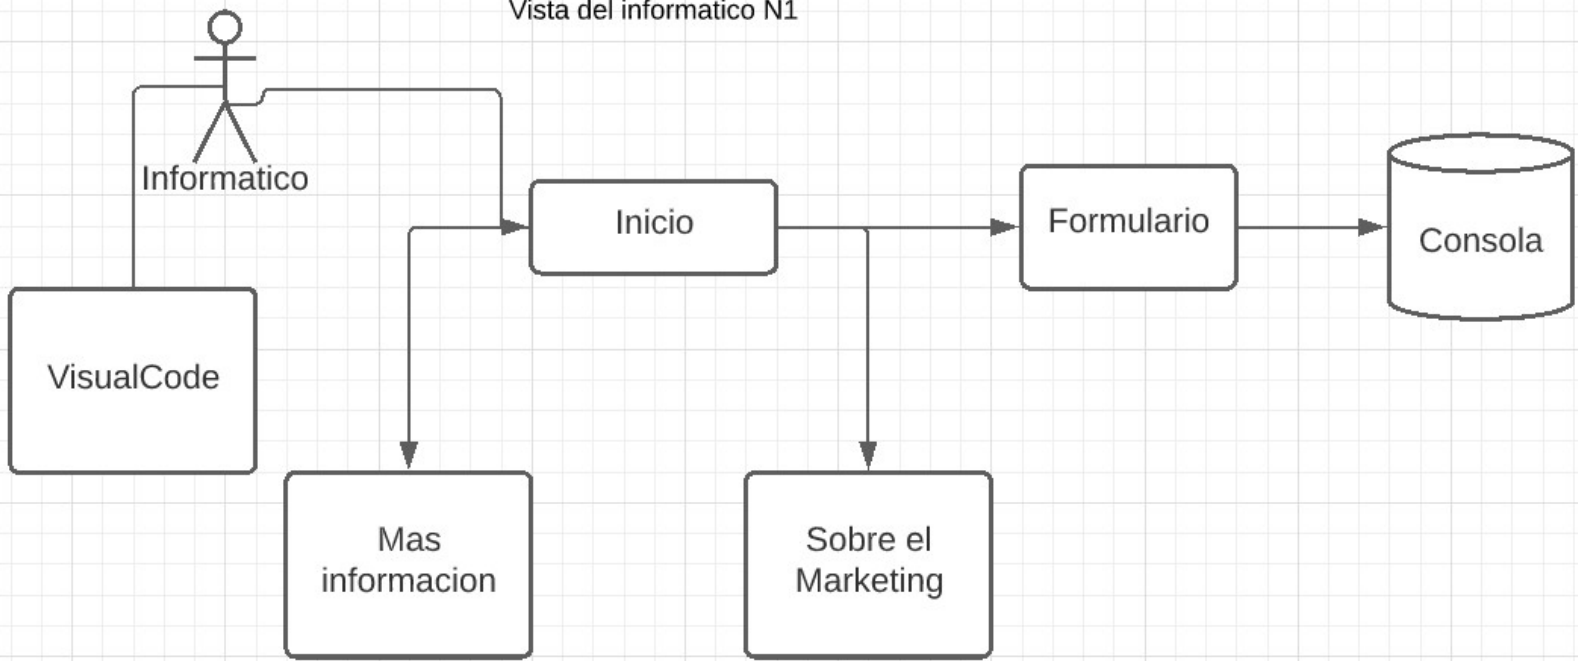 Vista del informatico N1
Informatico
Inicio
Formulario
Consola
VisualCode
Mas
informacion
Sobre el
Marketing